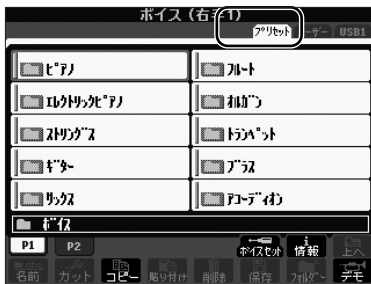 ボイス (右手1)
プリセット ーザー USB1
ピアノ フルート
エレクトリックピアノ オルガン
ストリングス トランペット
ギター ブラス
サックス アコーディオン
ボイス
P1 P2 ボイスセット 情報 上へ
名前 カット コピー 貼り付け 削除 保存 フォルダー デモ